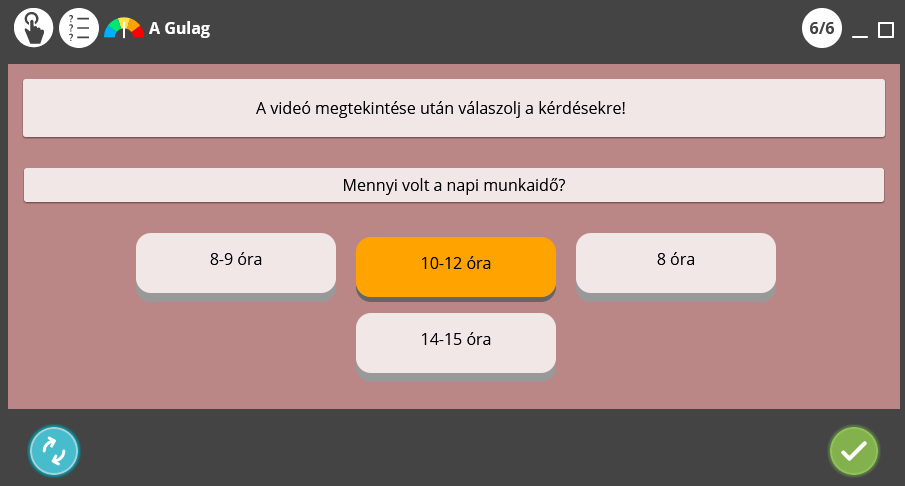 A Gulag
6/6
A videó megtekintése után válaszolj a kérdésekre!
Mennyi volt a napi munkaidő?
8-9 óra
10-12 óra
8 óra
14-15 óra